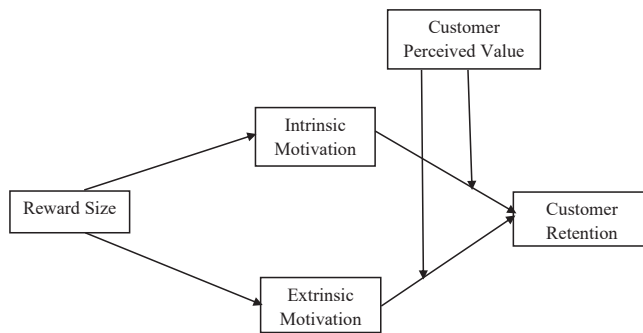 Customer
Perceived Value
Intrinsic
Motivation
Reward Size
Customer
Retention
Extrinsic
Motivation